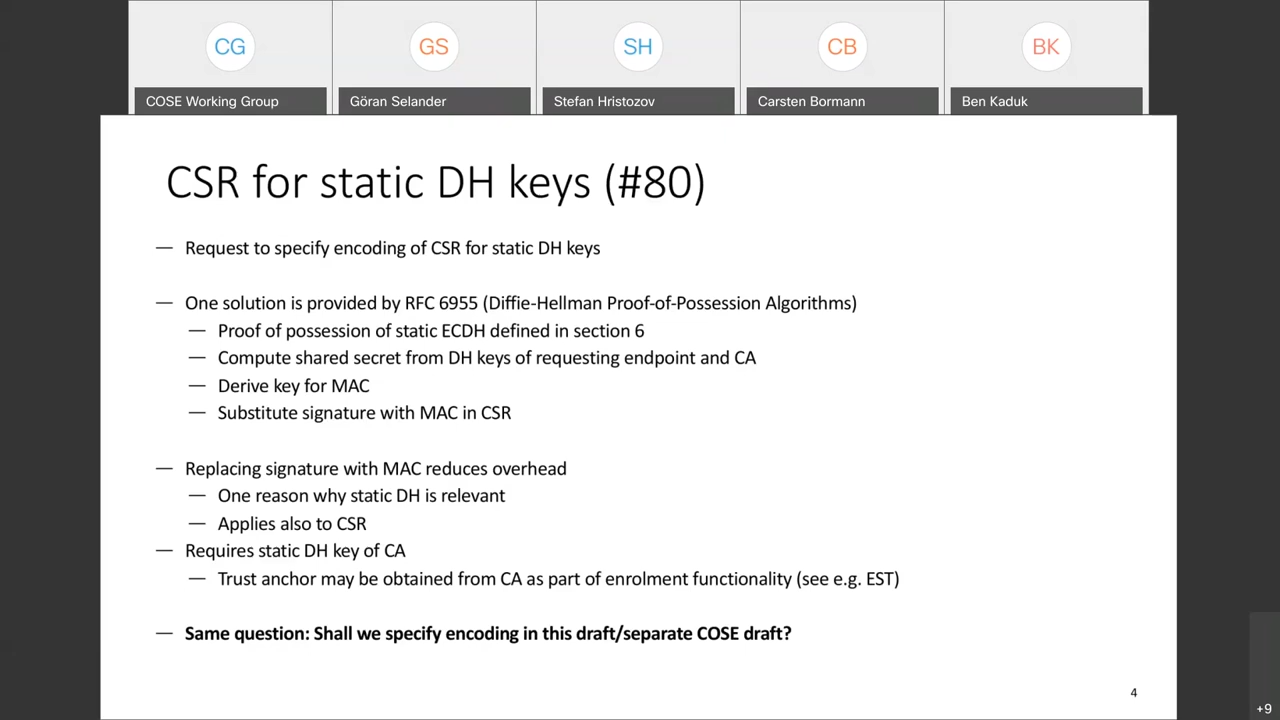 CG
GS
SH
CB
BK
COSE Working Group
Göran Selander
Stefan Hristozov
Carsten Bormann
Ben Kaduk
CSR for static DH keys (#80)
— Request to specify encoding of CSR for static DH keys
— One solution is provided by RFC 6955 (Diffie-Hellman Proof-of-Possession Algorithms)
— Proof of possession of static ECDH defined in section 6
— Compute shared secret from DH keys of requesting endpoint and CA
— Derive key for MAC
— Substitute signature with MAC in CSR
— Replacing signature with MAC reduces overhead
— One reason why static DH is relevant
— Applies also to CSR
— Requires static DH key of CA
— Trust anchor may be obtained from CA as part of enrolment functionality (see e.g. EST)
— Same question: Shall we specify encoding in this draft/separate COSE draft?
4
+9